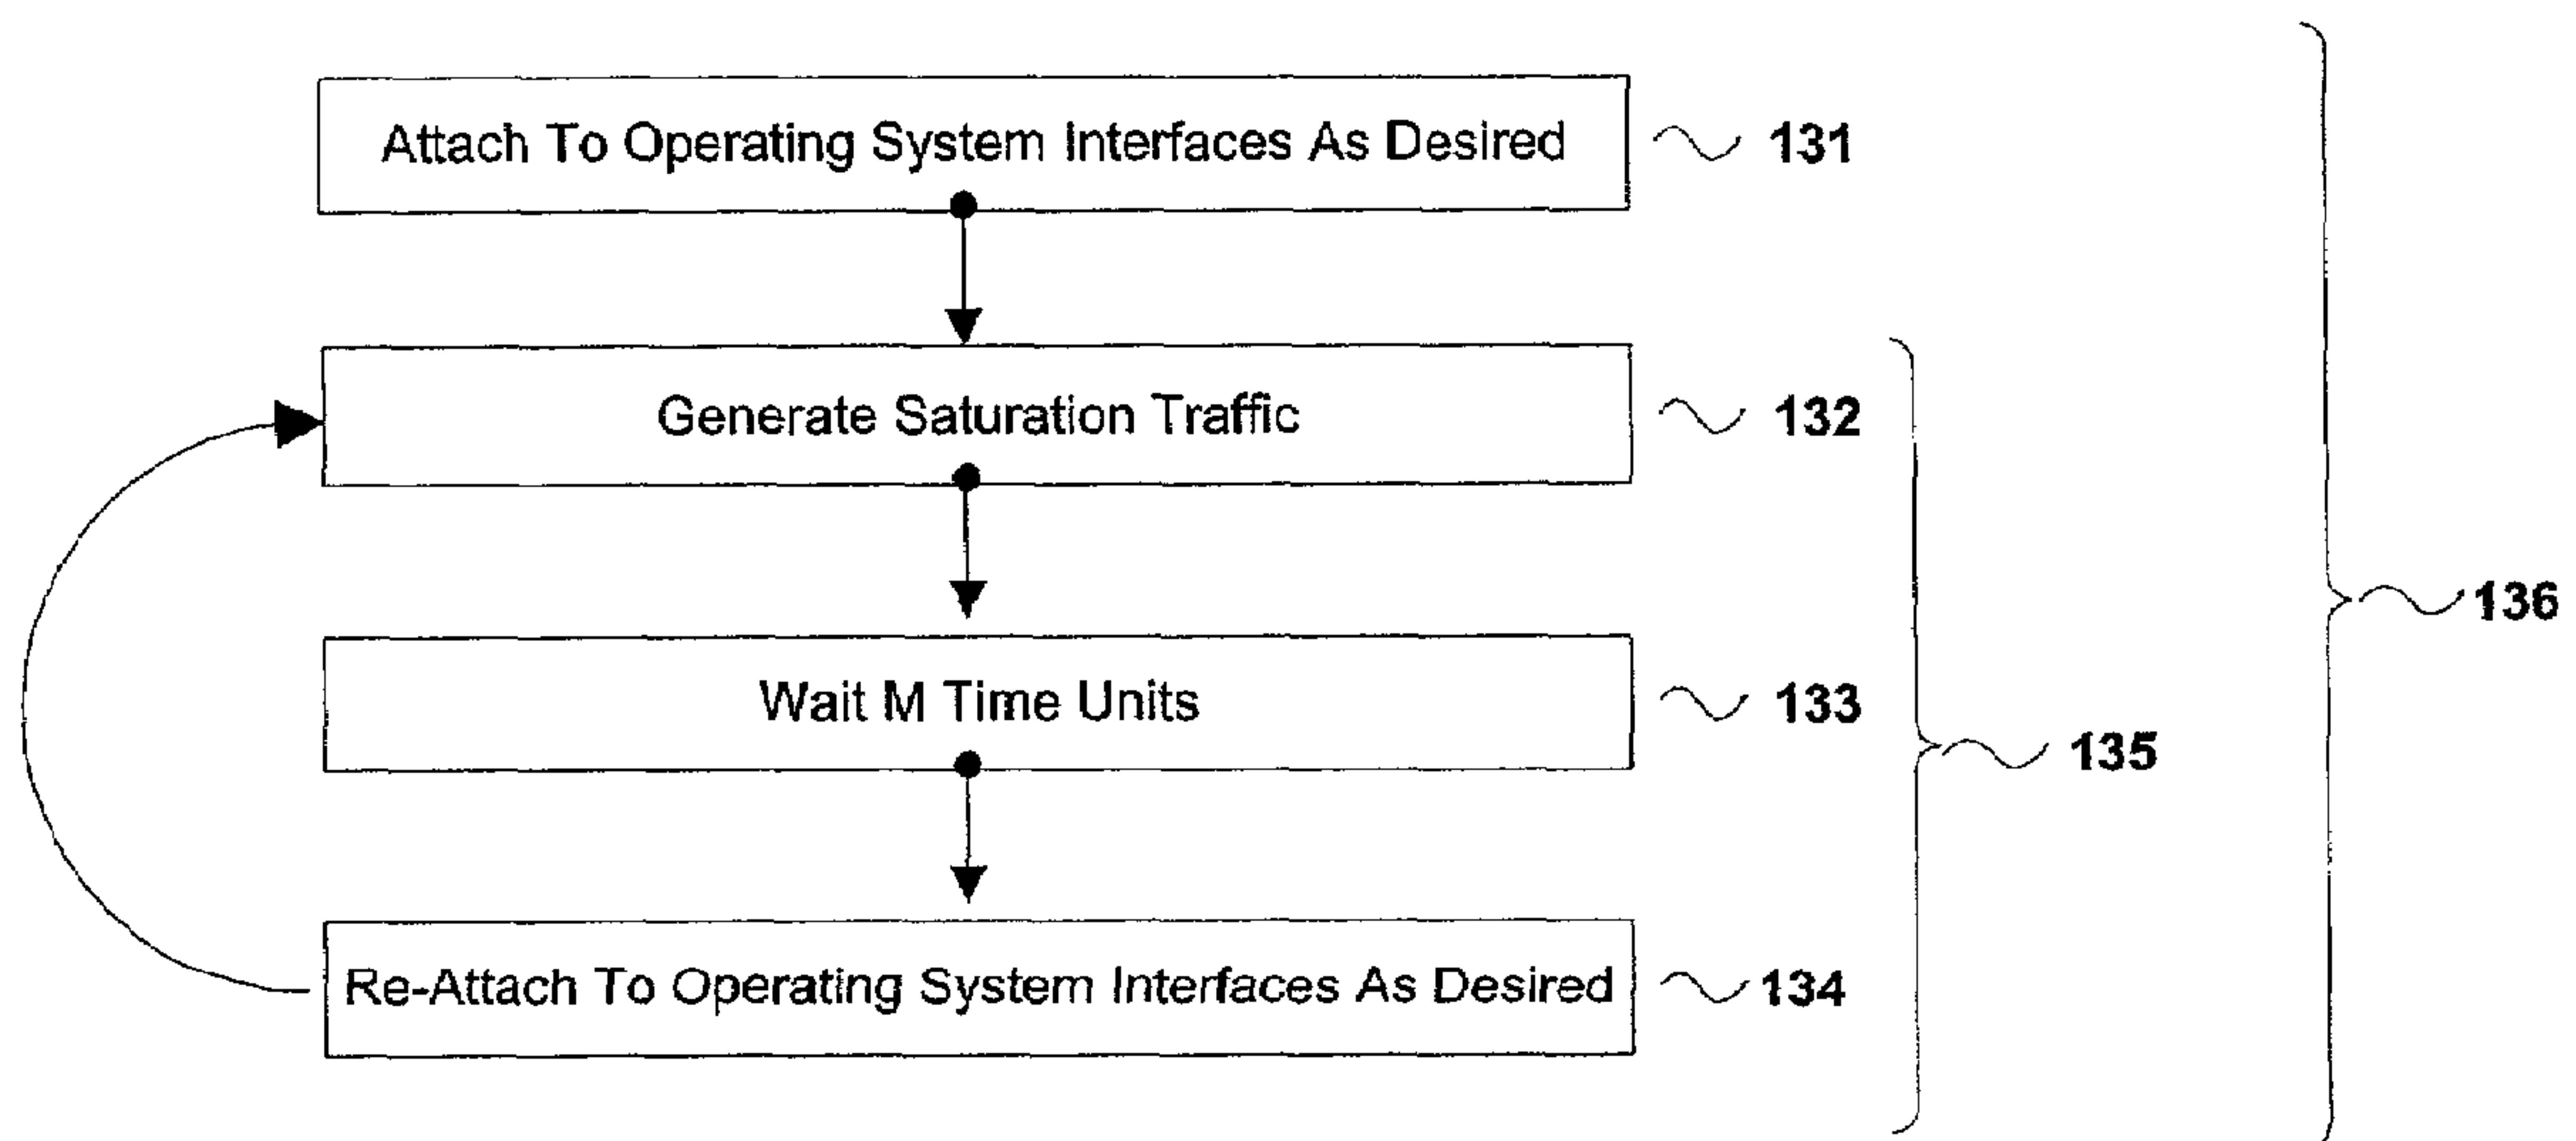 Attach To Operating System Interfaces As Desired 131
Generate Saturation Traffic 132
Wait M Time Units 133
Re-Attach To Operating System Interfaces As Desired 134
135
136